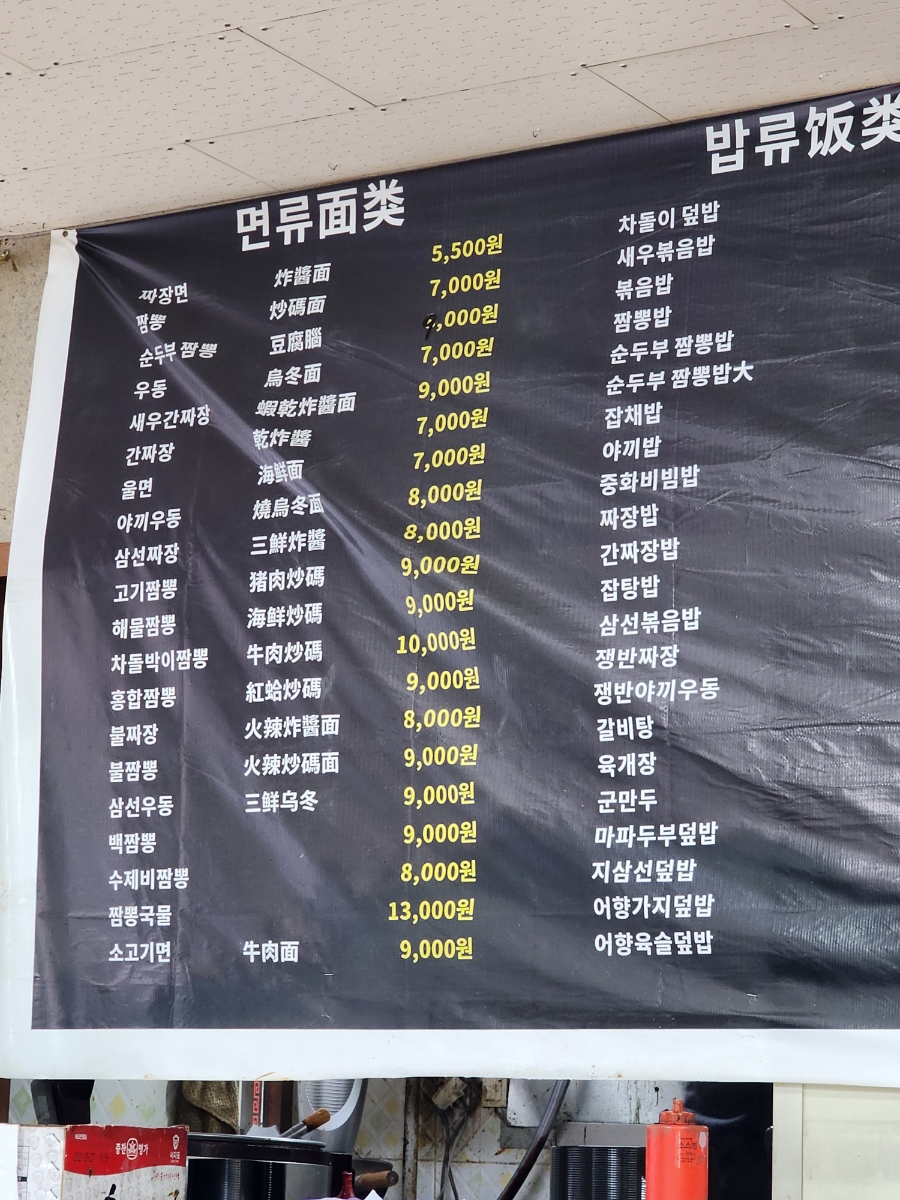 면류面类
짜장면 炸醬面 5,500원
짬뽕 炒碼面 7,000원
순두부 짬뽕 豆腐腦 9,000원
우동 烏冬面 7,000원
새우간짜장 蝦乾炸醬面 9,000원
간짜장 乾炸醬 7,000원
울면 海鮮面 7,000원
야끼우동 燒烏冬面 8,000원
삼선짜장 三鮮炸醬 8,000원
고기짬뽕 猪肉炒碼 9,000원
해물짬뽕 海鮮炒碼 9,000원
차돌박이짬뽕 牛肉炒碼 10,000원
홍합짬뽕 紅蛤炒碼 9,000원
불짜장 火辣炸醬面 8,000원
불짬뽕 火辣炒碼面 9,000원
삼선우동 三鮮乌冬 9,000원
백짬뽕 9,000원
수제비짬뽕 8,000원
짬뽕국물 13,000원
소고기면 牛肉面 9,000원
밥류饭类
차돌이 덮밥
새우볶음밥
볶음밥
짬뽕밥
순두부 짬뽕밥
순두부 짬뽕밥大
잡채밥
야끼밥
중화비빔밥
짜장밥
간짜장밥
잡탕밥
삼선볶음밥
쟁반짜장
쟁반야끼우동
갈비탕
육개장
군만두
마파두부덮밥
지삼선덮밥
어향가지덮밥
어향육슬덮밥